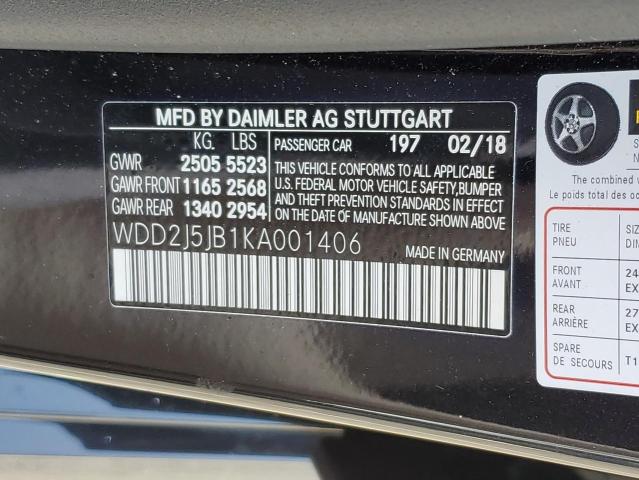 MFD BY DAIMLER AG STUTTGART
KG. LBS PASSENGER CAR 197 02/18
GVWR 2505 5523
GAWR FRONT 1165 2568
GAWR REAR 1340 2954
THIS VEHICLE CONFORMS TO ALL APPLICABLE
U.S. FEDERAL MOTOR VEHICLE SAFETY, BUMPER
AND THEFT PREVENTION STANDARDS IN EFFECT
ON THE DATE OF MANUFACTURE SHOWN ABOVE
WDD2J5JB1KA001406
MADE IN GERMANY
The combined
Le poids total des
TIRE
PNEU
FRONT
AVANT
REAR
ARRIÈRE
SPARE
DE SECOURS